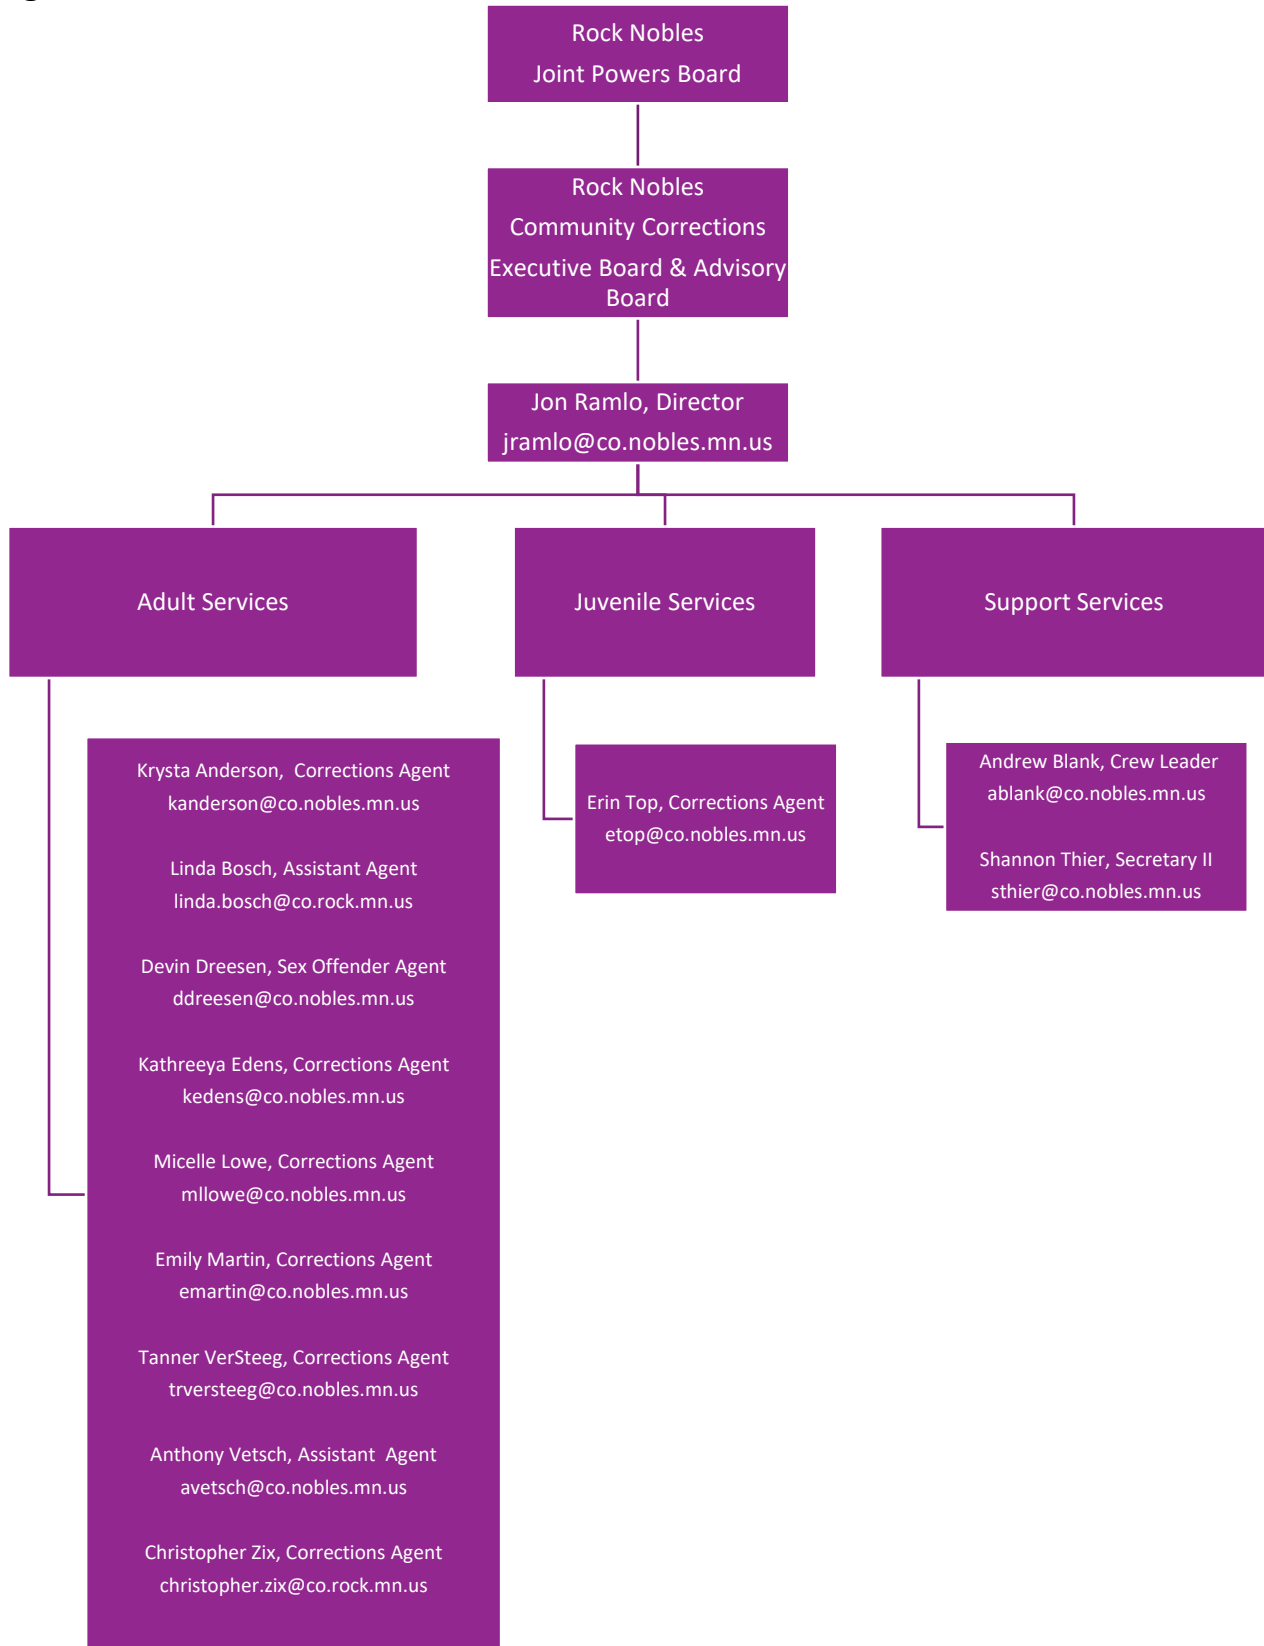 Rock Nobles
Joint Powers Board
Rock Nobles
Community Corrections
Executive Board & Advisory
Board
Jon Ramlo, Director
jramlo@co.nobles.mn.us
Adult Services
Juvenile Services
Support Services
Krysta Anderson,  Corrections Agent
kanderson@co.nobles.mn.us
Linda Bosch, Assistant Agent
linda.bosch@co.rock.mn.us
Devin Dreesen, Sex Offender Agent
ddreesen@co.nobles.mn.us
Kathreeya Edens, Corrections Agent
kedens@co.nobles.mn.us
Micelle Lowe, Corrections Agent
mllowe@co.nobles.mn.us
Emily Martin, Corrections Agent
emartin@co.nobles.mn.us
Tanner VerSteeg, Corrections Agent
trversteeg@co.nobles.mn.us
Anthony Vetsch, Assistant  Agent
avetsch@co.nobles.mn.us
Christopher Zix, Corrections Agent
christopher.zix@co.rock.mn.us
Erin Top, Corrections Agent
etop@co.nobles.mn.us
Andrew Blank, Crew Leader
ablank@co.nobles.mn.us
Shannon Thier, Secretary II
sthier@co.nobles.mn.us